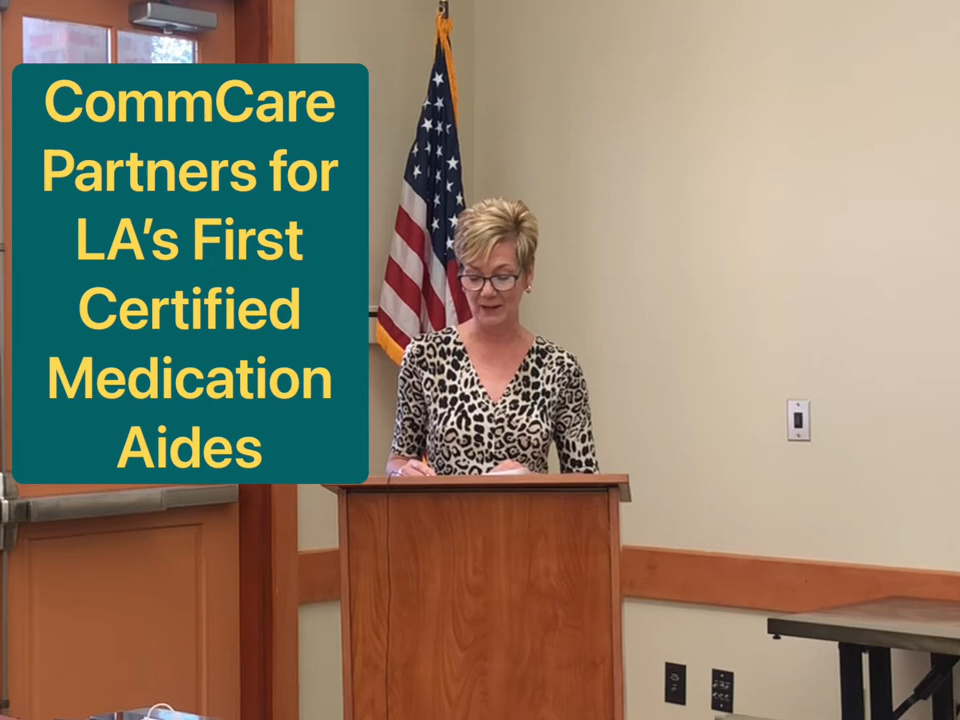 CommCare
Partners for
LA’s First
Certified
Medication
Aides